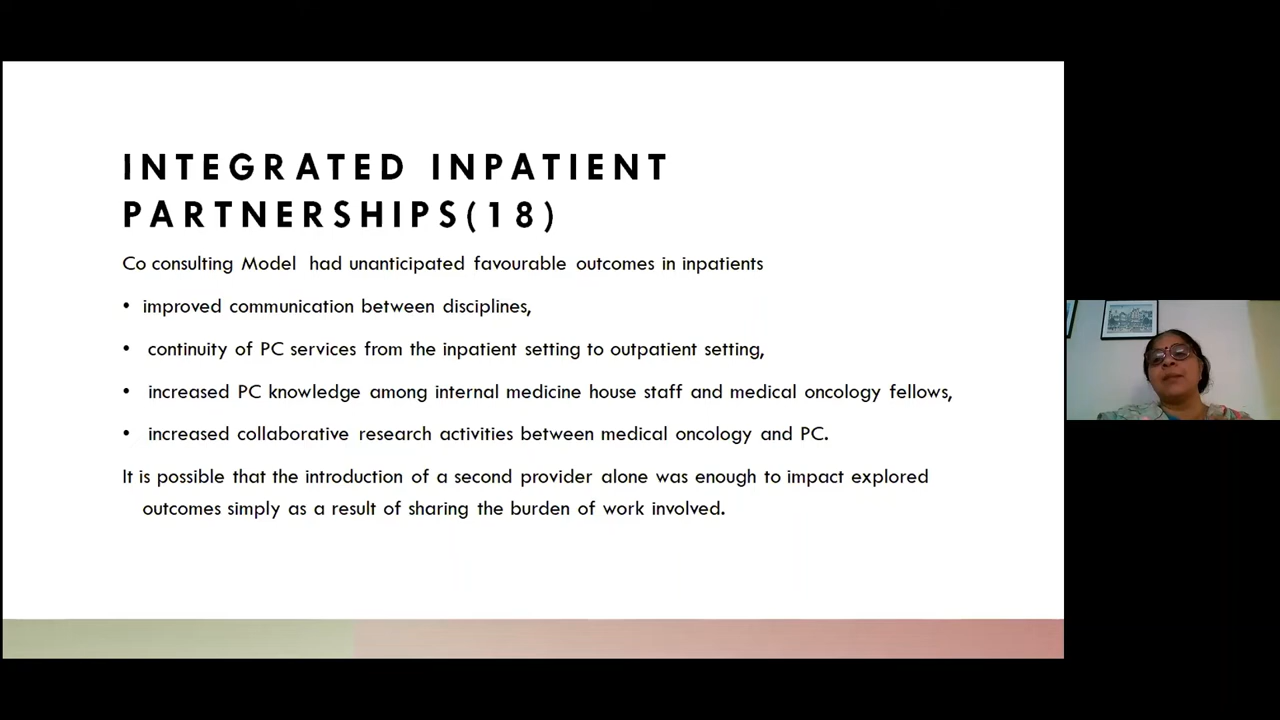 INTEGRATED INPATIENT
PARTNERSHIPS(18)
Co consulting Model had unanticipated favourable outcomes in inpatients
• improved communication between disciplines,
• continuity of PC services from the inpatient setting to outpatient setting,
• increased PC knowledge among internal medicine house staff and medical oncology fellows,
• increased collaborative research activities between medical oncology and PC.
It is possible that the introduction of a second provider alone was enough to impact explored
outcomes simply as a result of sharing the burden of work involved.